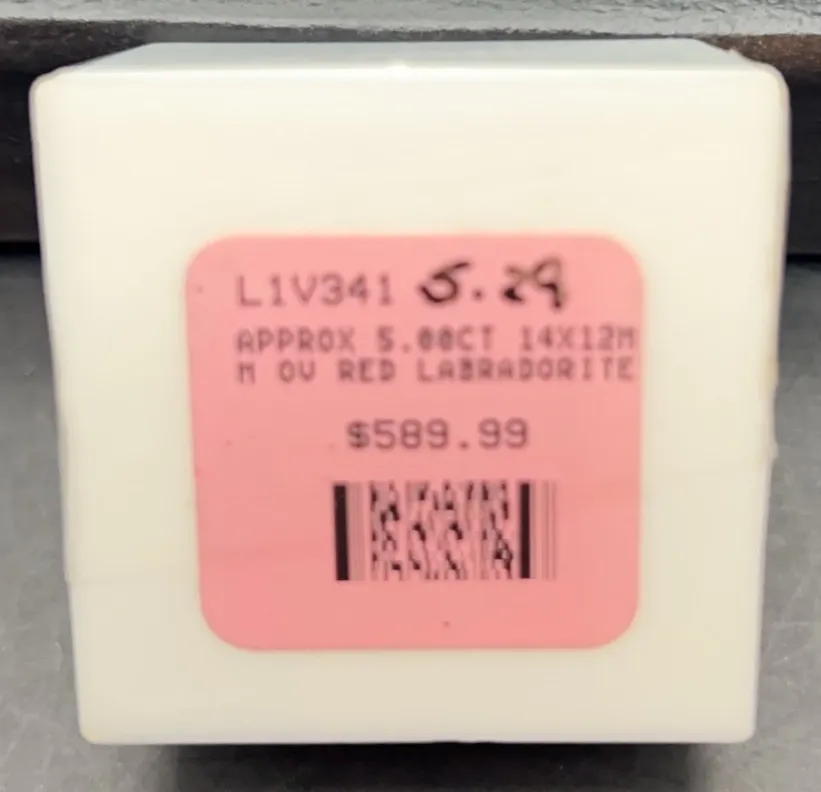 L1V341 5.29
APPROX 5.00CT 14X12M
M OV RED LABRADORITE
$589.99